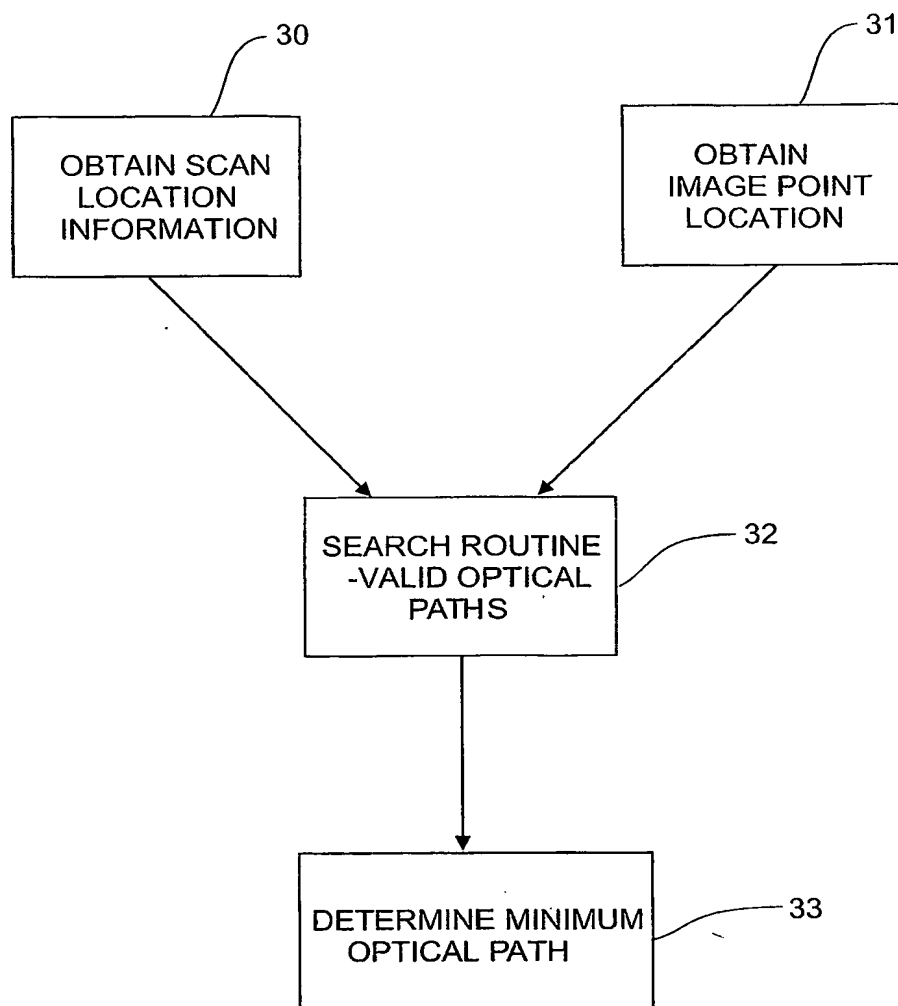 30
31
OBTAIN SCAN
LOCATION
INFORMATION
OBTAIN
IMAGE POINT
LOCATION
SEARCH ROUTINE
-VALID OPTICAL
PATHS
32
DETERMINE MINIMUM
OPTICAL PATH
33